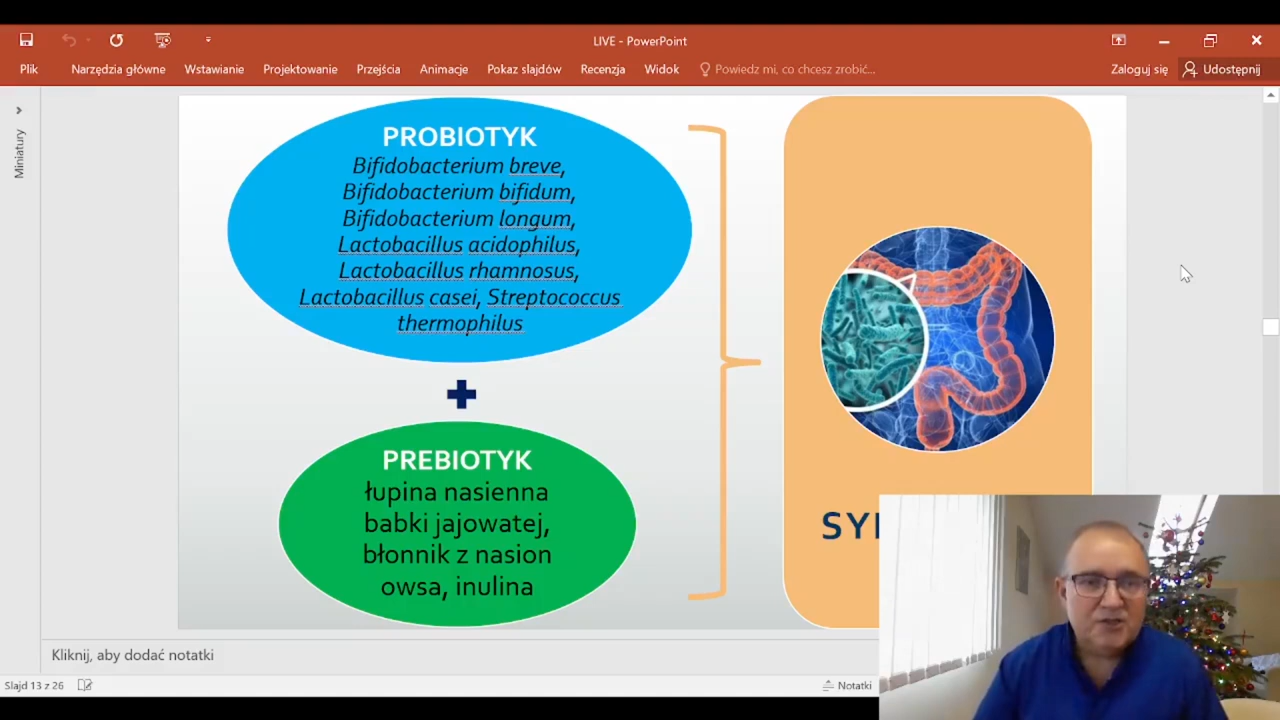 LIVE - PowerPoint
Plik Narzędzia główne Wstawianie Projektowanie Przejścia Animacje Pokaz slajdów Recenzja Widok Powiedz mi, co chcesz zrobić... Zaloguj się Udostępnij
Miniatury
PROBIOTYK
Bifidobacterium breve,
Bifidobacterium bifidum,
Bifidobacterium longum,
Lactobacillus acidophilus,
Lactobacillus rhamnosus,
Lactobacillus casei, Streptococcus
thermophilus
PREBIOTYK
łupina nasienna
babki jajowatej,
błonnik z nasion
owsa, inulina
Kliknij, aby dodać notatki
Slajd 13 z 26 Notatki